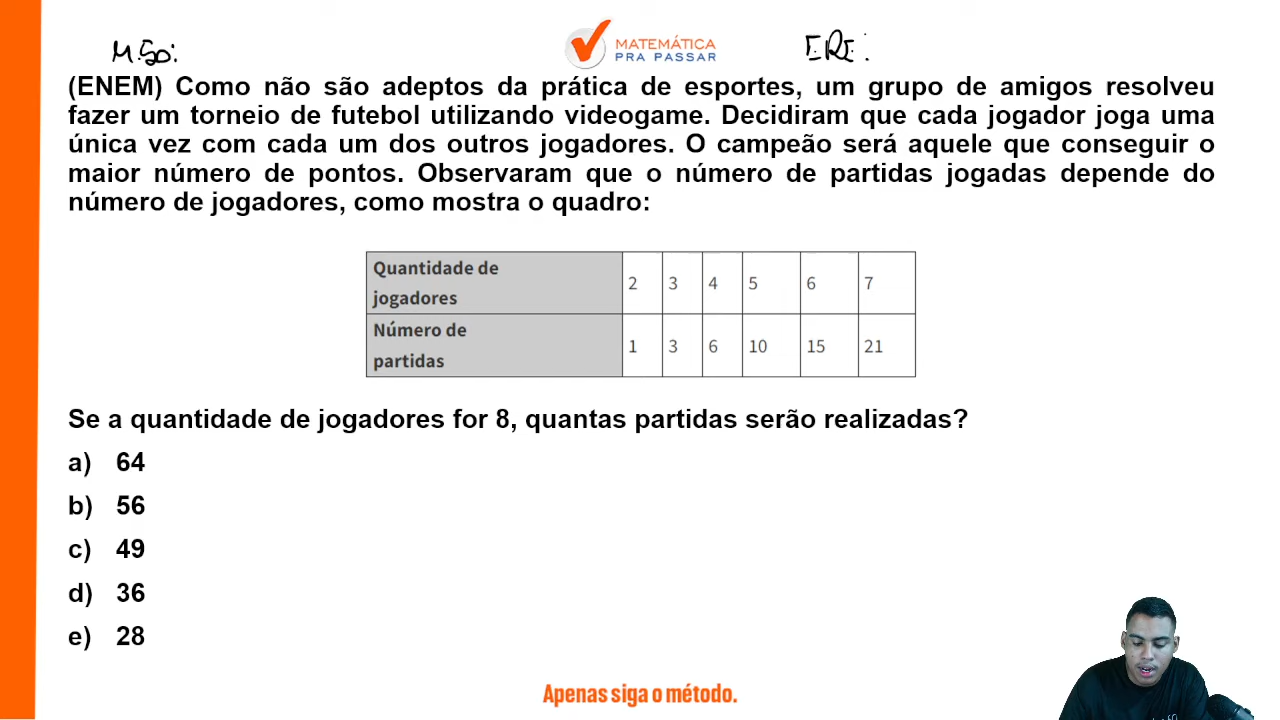 M.50:
MATEMÁTICA
PRA PASSAR
(ENEM) Como não são adeptos da prática de esportes, um grupo de amigos resolveu
fazer um torneio de futebol utilizando videogame. Decidiram que cada jogador joga uma
única vez com cada um dos outros jogadores. O campeão será aquele que conseguir o
maior número de pontos. Observaram que o número de partidas jogadas depende do
número de jogadores, como mostra o quadro:
Quantidade de
jogadores
2 3 4 5 6 7
Número de
partidas
1 3 6 10 15 21
Se a quantidade de jogadores for 8, quantas partidas serão realizadas?
a) 64
b) 56
c) 49
d) 36
e) 28
Apenas siga o método.